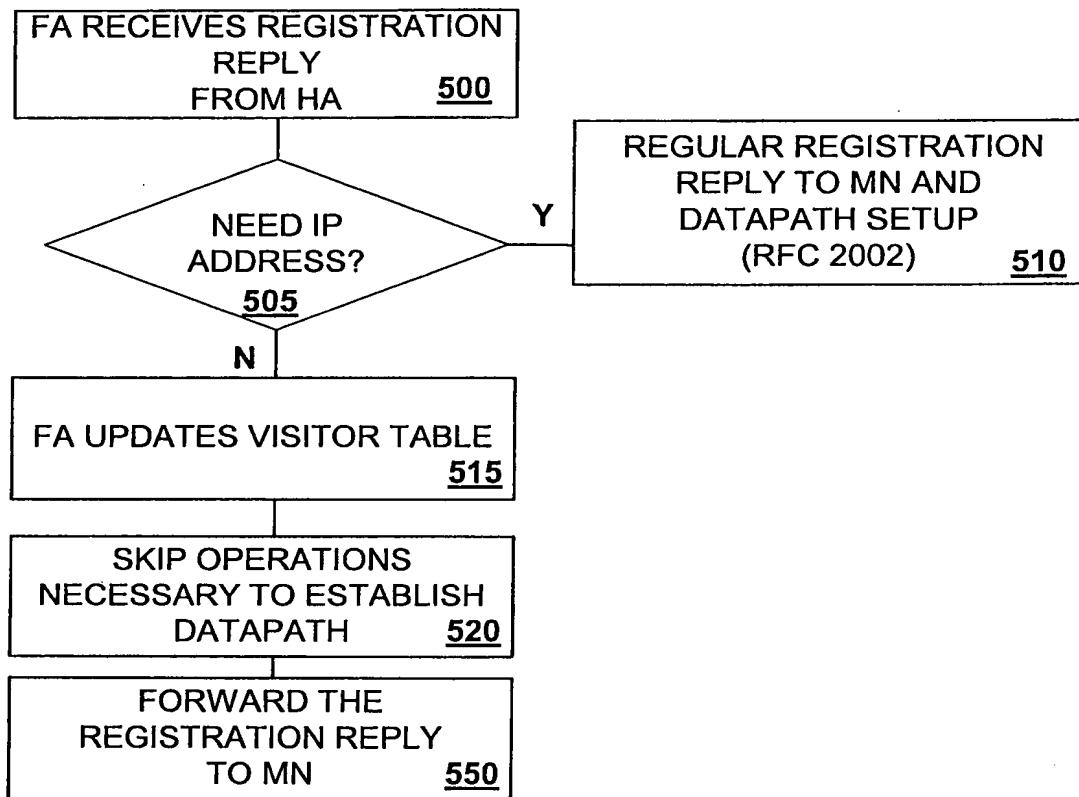 FA RECEIVES REGISTRATION
REPLY
FROM HA 500
NEED IP
ADDRESS?
505
Y
REGULAR REGISTRATION
REPLY TO MN AND
DATAPATH SETUP
(RFC 2002) 510
N
FA UPDATES VISITOR TABLE
515
SKIP OPERATIONS
NECESSARY TO ESTABLISH
DATAPATH 520
FORWARD THE
REGISTRATION REPLY
TO MN 550